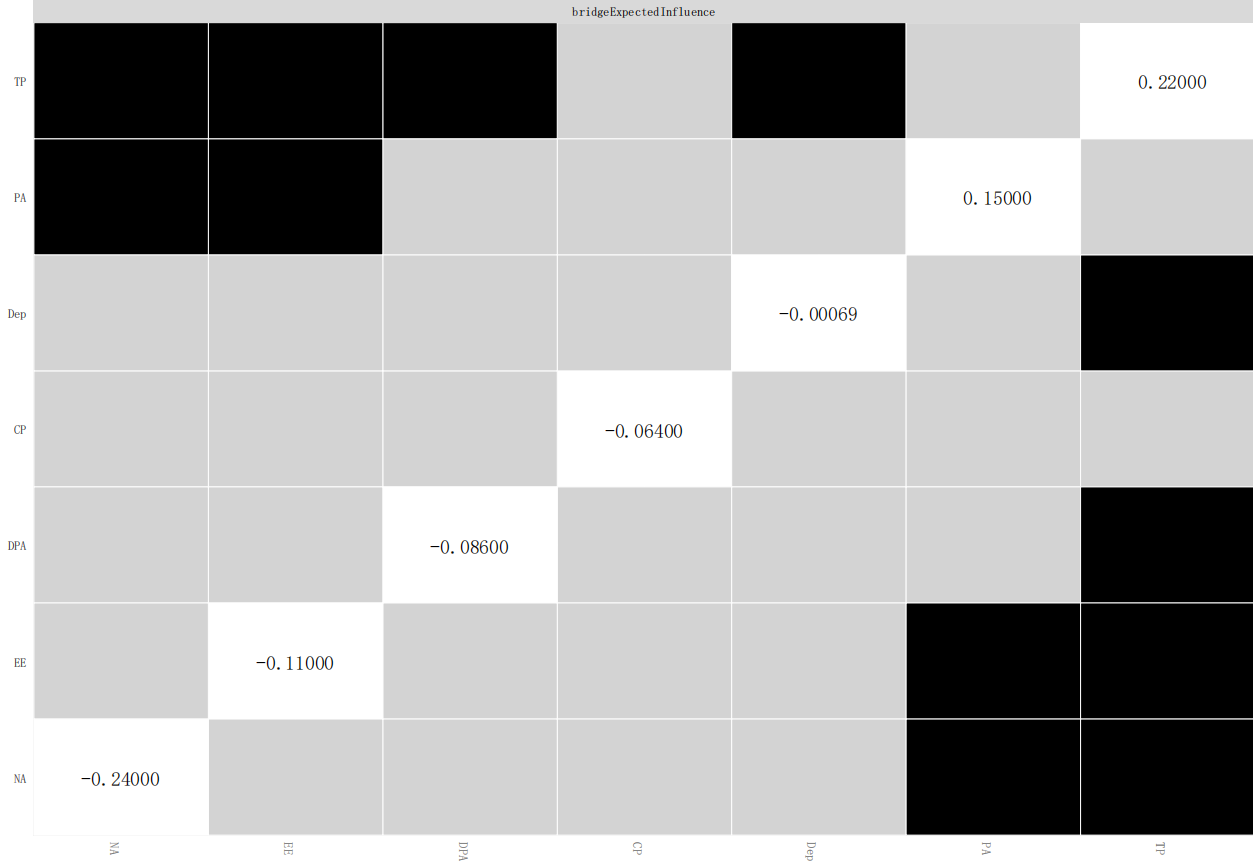 bridgeExpectedInfluence
TP
0.22000
PA
0.15000
Dep
-0.00069
CP
-0.06400
DPA
-0.08600
EE
-0.11000
NA
-0.24000
NA
EE
DPA
CP
Dep
PA
TP